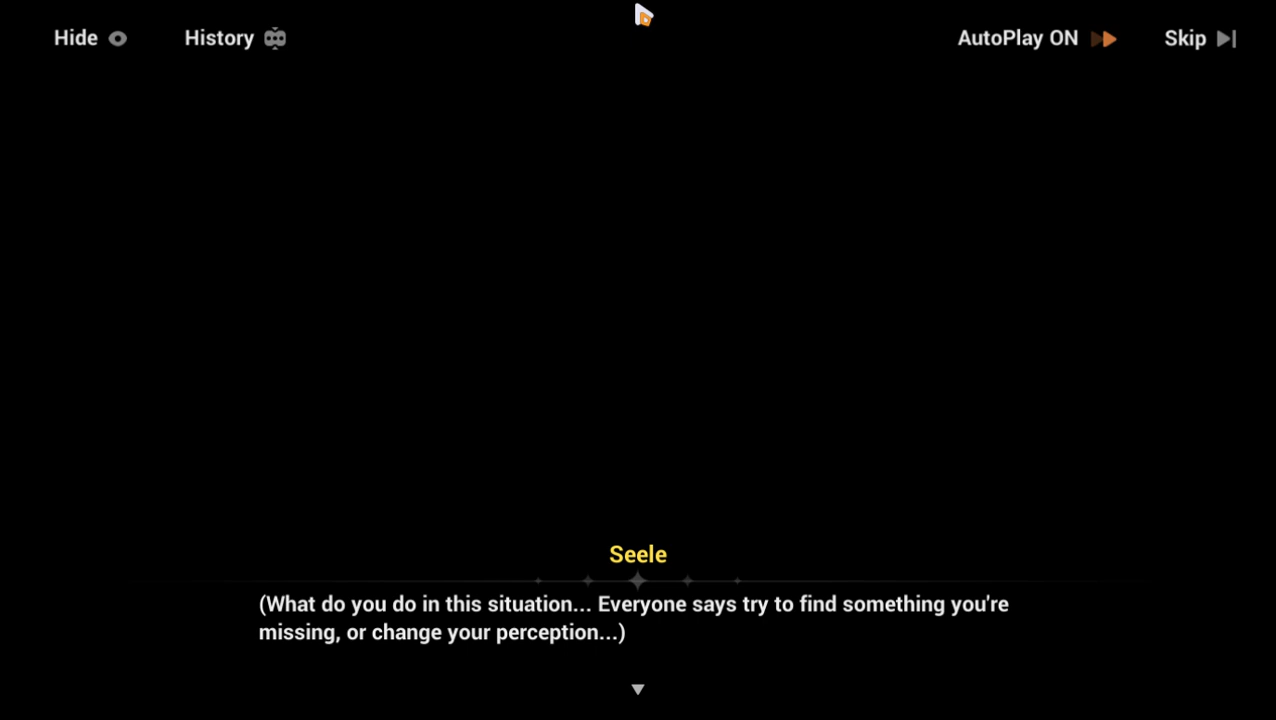 Hide
History
AutoPlay ON
Skip
Seele
(What do you do in this situation... Everyone says try to find something you're
missing, or change your perception...)